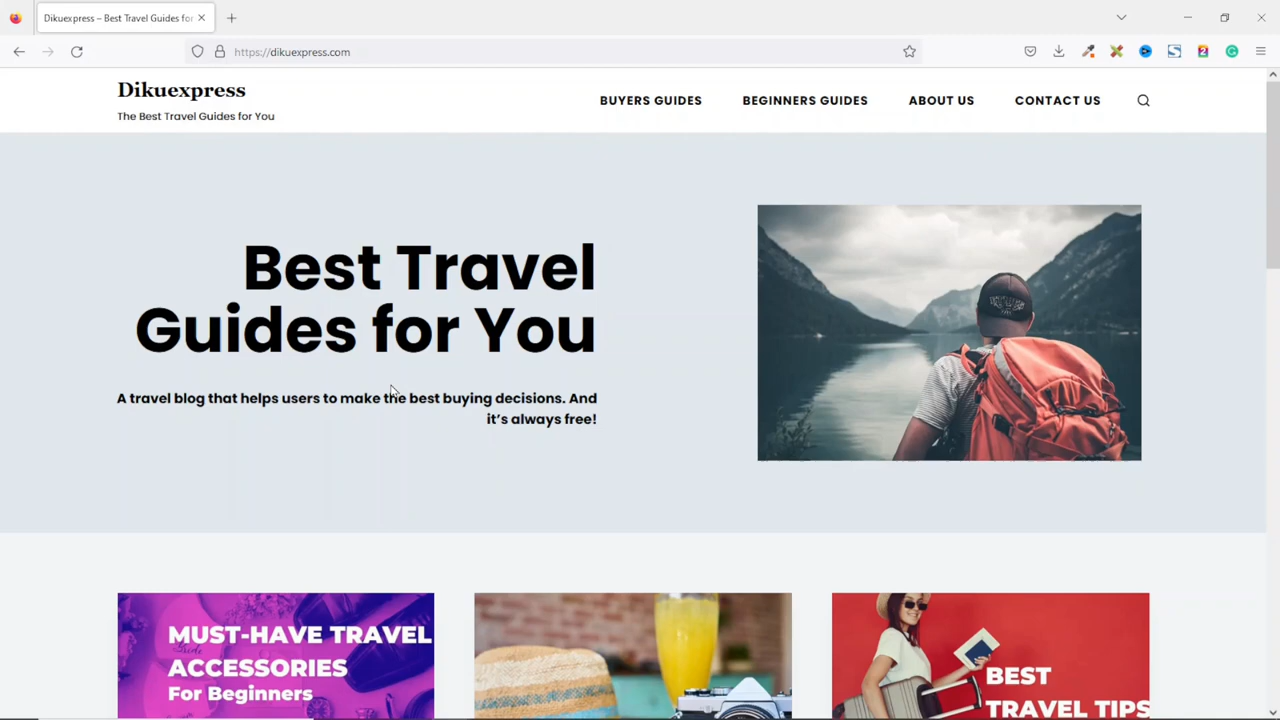 Dikuexpress – Best Travel Guides for
https://dikuexpress.com
Dikuexpress
The Best Travel Guides for You
BUYERS GUIDES
BEGINNERS GUIDES
ABOUT US
CONTACT US
Best Travel
Guides for You
A travel blog that helps users to make the best buying decisions. And
it’s always free!
MUST-HAVE TRAVEL
ACCESSORIES
For Beginners
BEST
TRAVEL TIPS